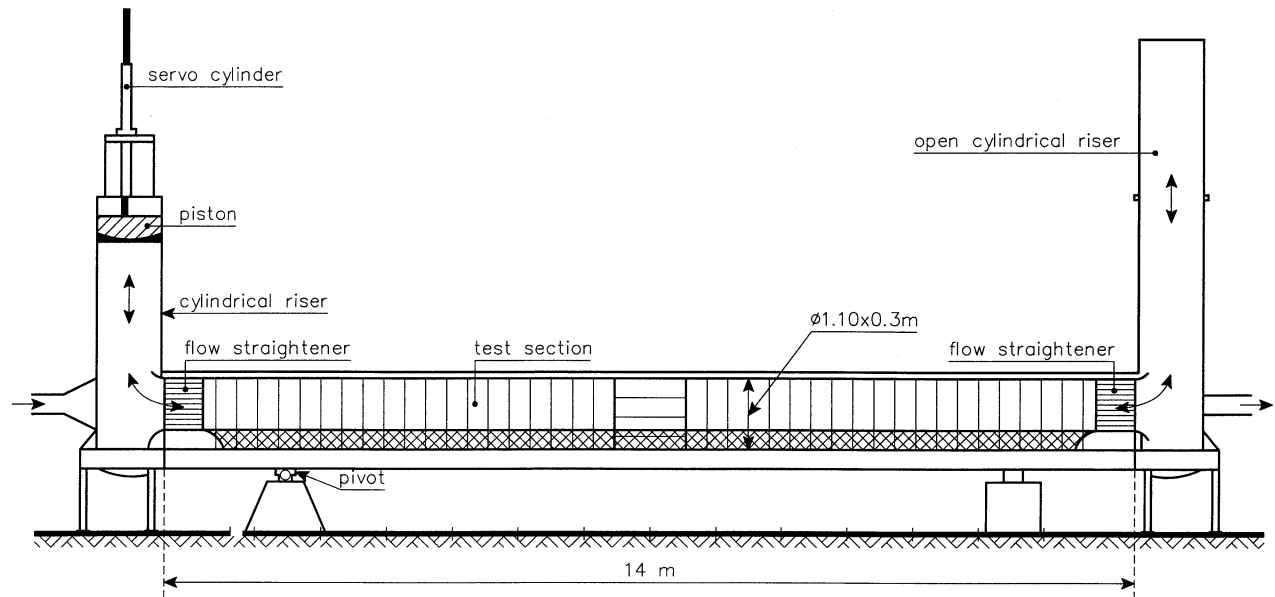 servo cylinder
open cylindrical riser
piston
cylindrical riser
ø1.10x0.3m
flow straightener
test section
flow straightener
pivot
14 m